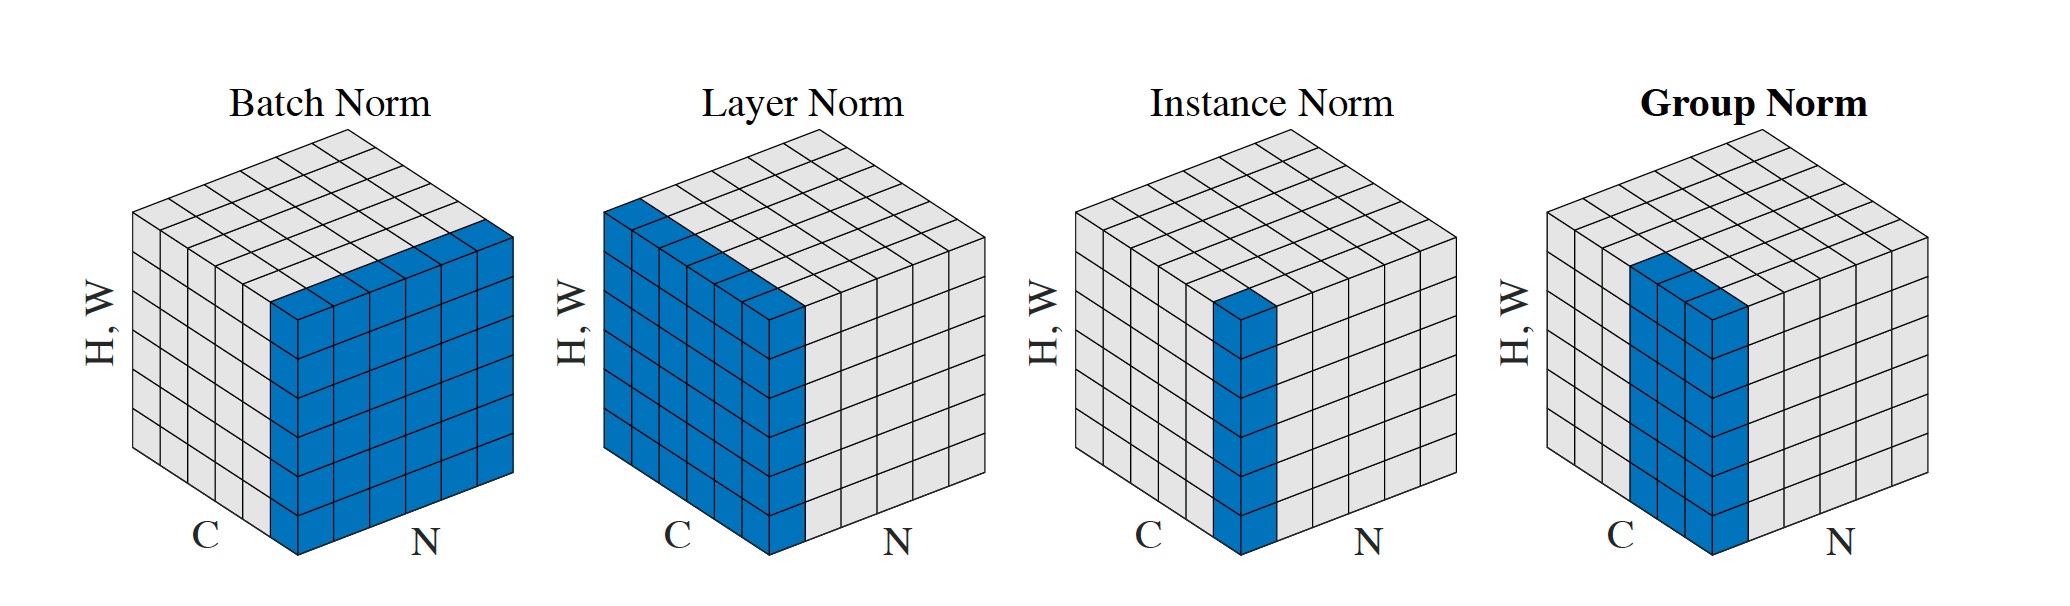 Batch Norm
H, W
C
N
Layer Norm
H, W
C
N
Instance Norm
H, W
C
N
Group Norm
H, W
C
N